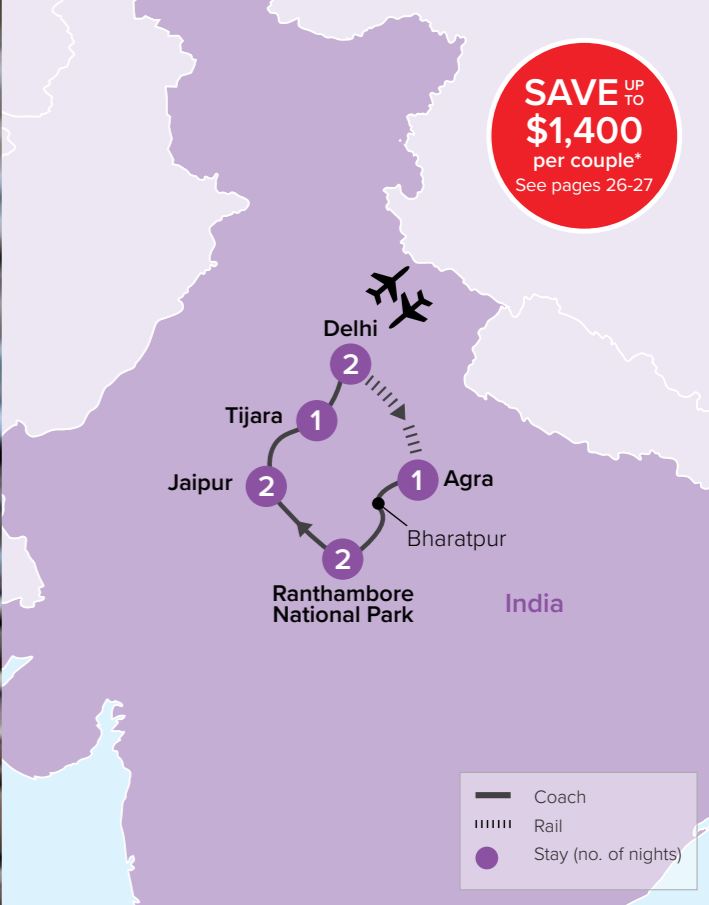 SAVE UP TO
$1,400
per couple*
See pages 26-27
Delhi
2
Tijara
1
Jaipur
2
1
Agra
Bharatpur
2
Ranthambore
National Park
India
Coach
Rail
Stay (no. of nights)